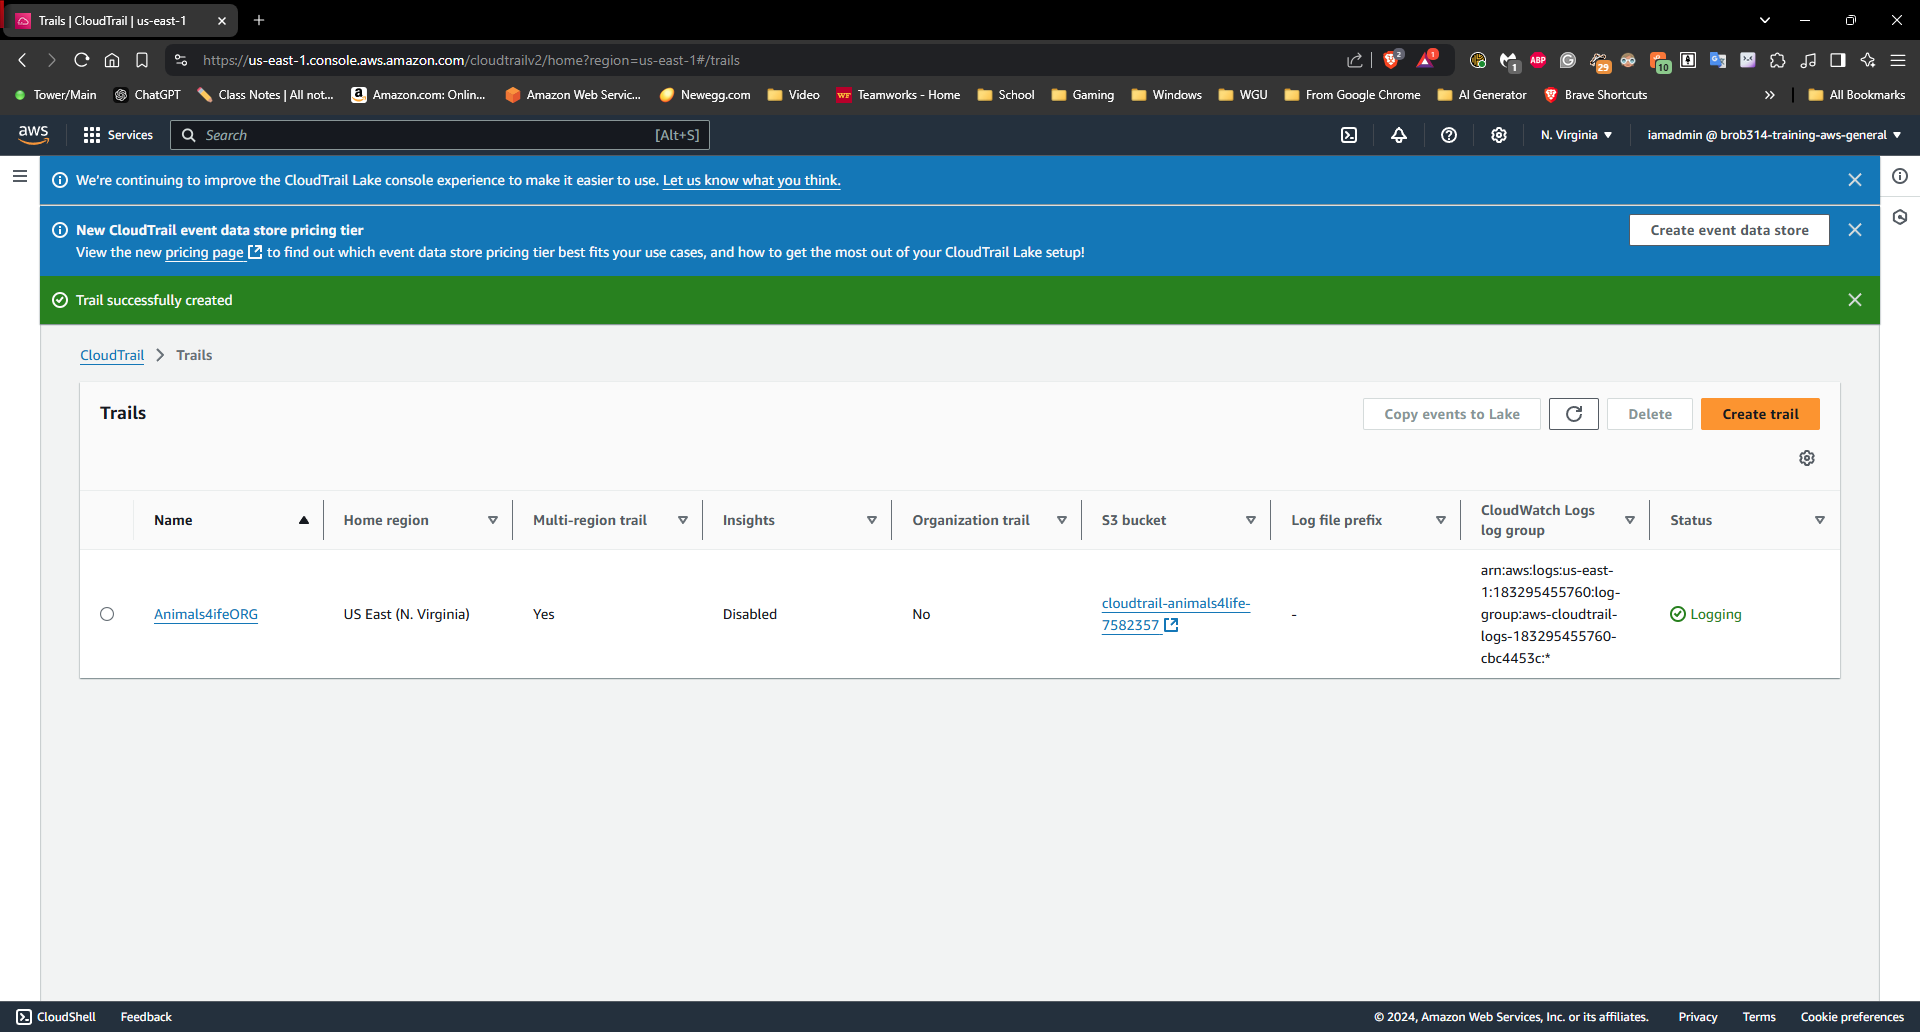 Trails | CloudTrail | us-east-1
https://us-east-1.console.aws.amazon.com/cloudtrailv2/home?region=us-east-1#/trails
2
1
1
ABP
29
10
Tower/Main
ChatGPT
Class Notes | All not...
Amazon.com: Onlin...
Amazon Web Servic...
Newegg.com
Video
WF Teamworks - Home
School
Gaming
Windows
WGU
From Google Chrome
AI Generator
Brave Shortcuts
All Bookmarks
aws
Services
Search
[Alt+S]
N. Virginia
iamadmin @ brob314-training-aws-general
We're continuing to improve the CloudTrail Lake console experience to make it easier to use. Let us know what you think.
New CloudTrail event data store pricing tier
View the new pricing page to find out which event data store pricing tier best fits your use cases, and how to get the most out of your CloudTrail Lake setup!
Create event data store
Trail successfully created
CloudTrail > Trails
Trails
Copy events to Lake
Delete
Create trail
Name
Home region
Multi-region trail
Insights
Organization trail
S3 bucket
Log file prefix
CloudWatch Logs
log group
Status
Animals4ifeORG
US East (N. Virginia)
Yes
Disabled
No
cloudtrail-animals4life-
7582357
-
arn:aws:logs:us-east-
1:183295455760:log-
group:aws-cloudtrail-
logs-183295455760-
cbc4453c:*
Logging
CloudShell
Feedback
© 2024, Amazon Web Services, Inc. or its affiliates.
Privacy
Terms
Cookie preferences